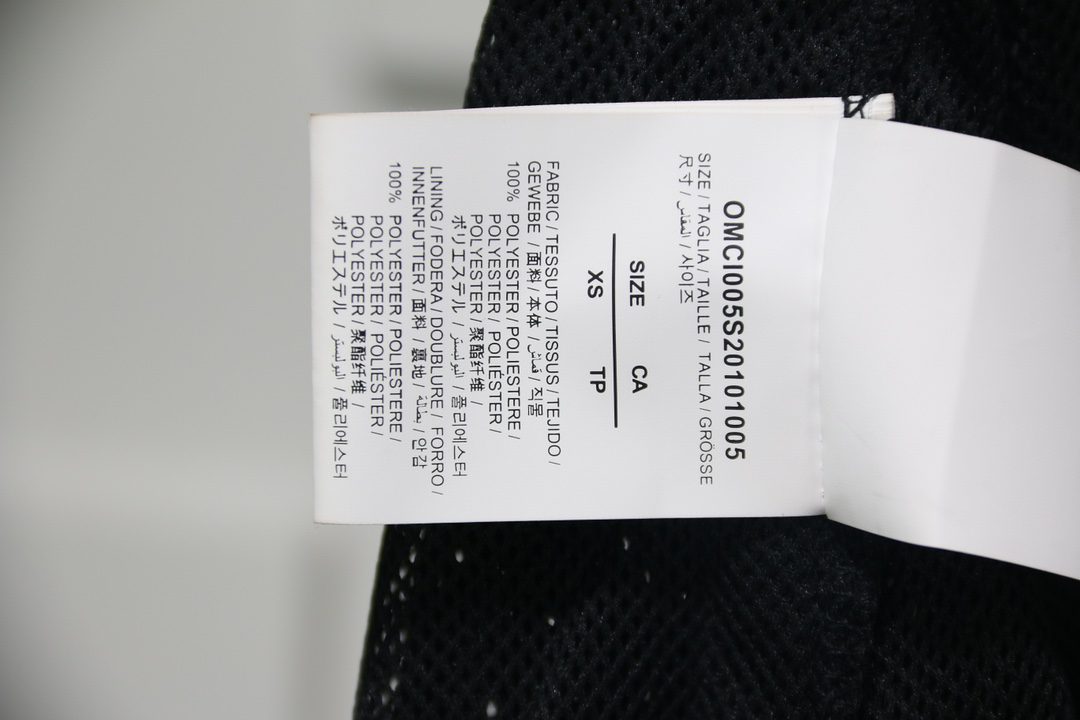 OMCI005S20101005
SIZE / TAGLIA / TAILLE / TALLA / GRÖSSE
尺寸 / المقاس / 사이즈
SIZE CA
XS TP
FABRIC / TESSUTO / TISSUS / TEJIDO /
GEWEBE / 面料 / 本体 / قماش / 직물
100% POLYESTER / POLIESTERE /
POLYESTER / POLIÉSTER /
POLYESTER / 聚酯纤维 /
ポリエステル / البوليستر / 폴리에스터
LINING / FODERA / DOUBLURE / FORRO /
INNENFUTTER / 面料 / 裏地 / بطانة / 안감
100% POLYESTER / POLIESTERE /
POLYESTER / POLIÉSTER /
POLYESTER / 聚酯纤维 /
ポリエステル / البوليستر / 폴리에스터